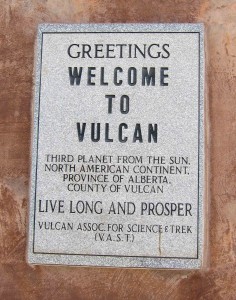 GREETINGS
WELCOME
TO
VULCAN
THIRD PLANET FROM THE SUN,
NORTH AMERICAN CONTINENT,
PROVINCE OF ALBERTA,
COUNTY OF VULCAN
LIVE LONG AND PROSPER
VULCAN ASSOC. FOR SCIENCE & TREK
(V.A.S.T.)